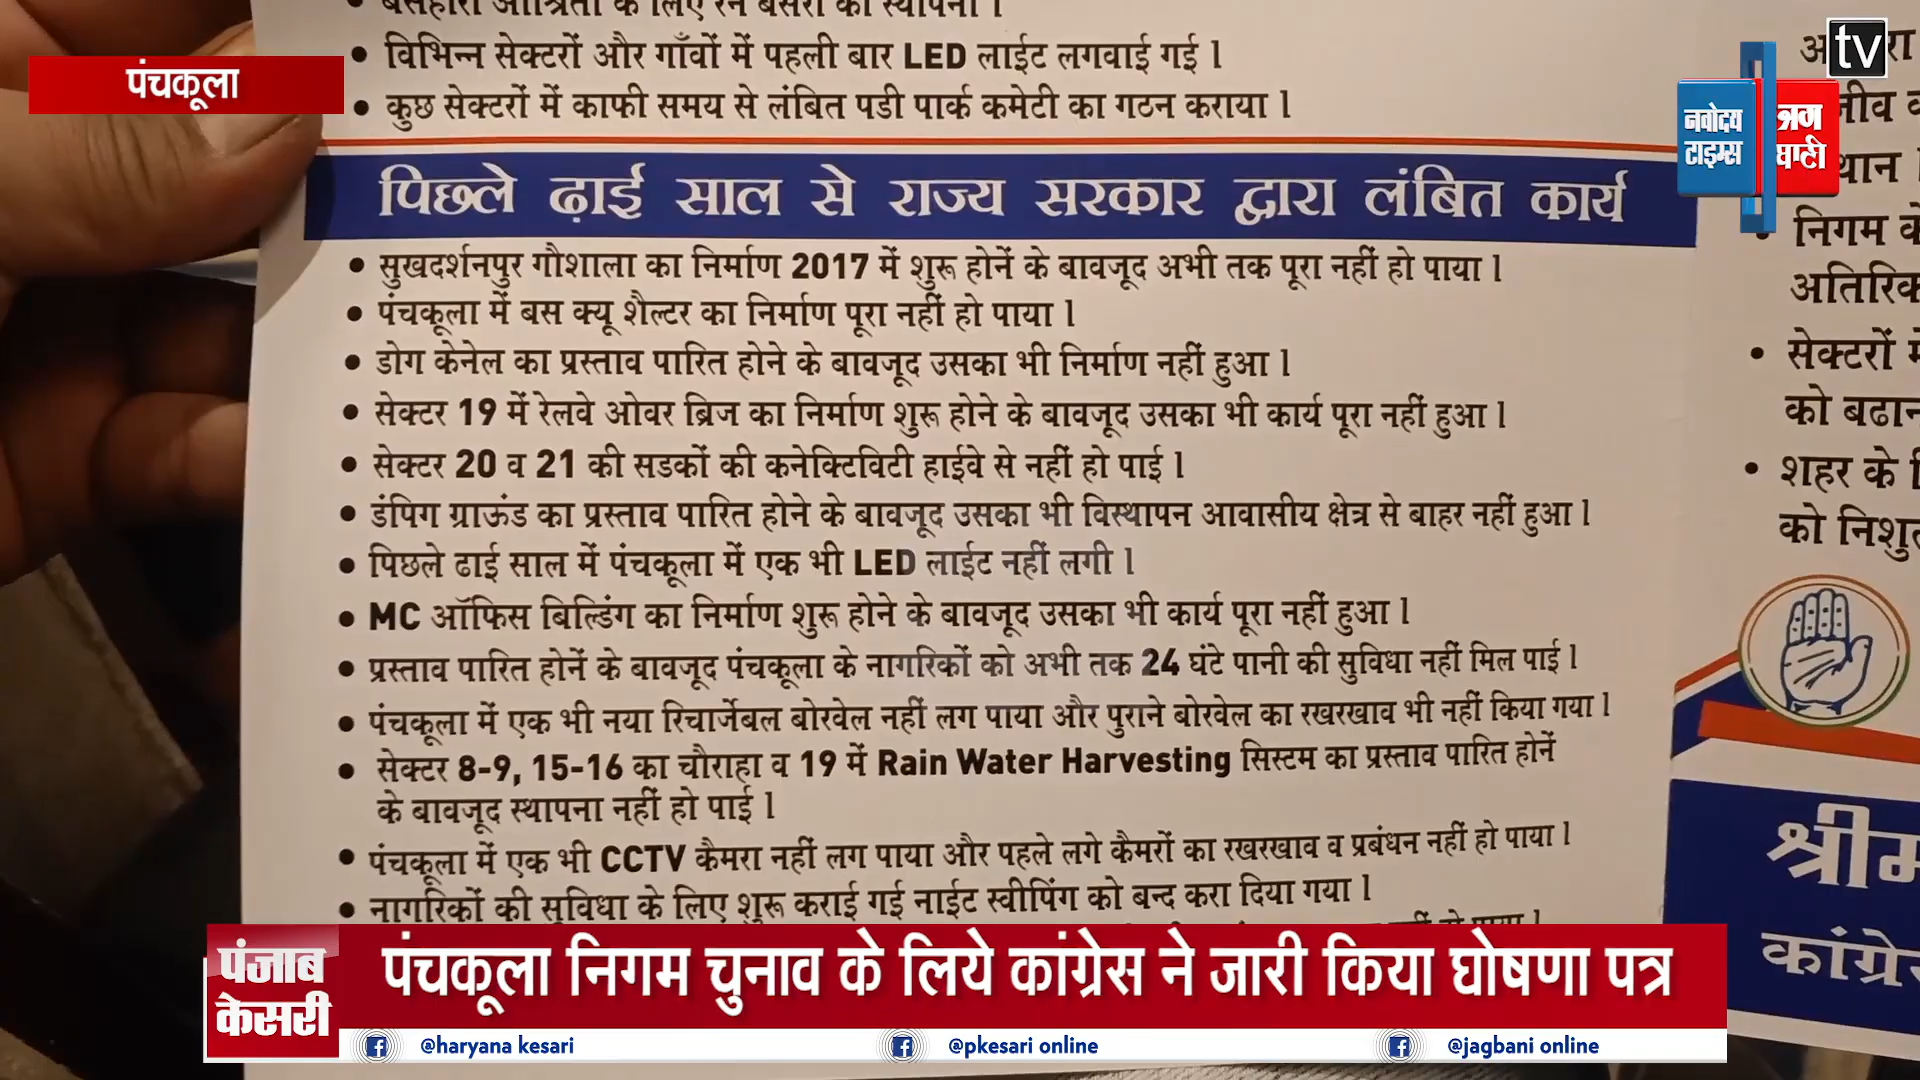 पंचकूला
tv
नवोदय टाइम्स
जग बाणी
विभिन्न सेक्टरों और गाँवों में पहली बार LED लाईट लगवाई गई l
कुछ सेक्टरों में काफी समय से लंबित पडी पार्क कमेटी का गठन कराया l
पिछले ढ़ाई साल से राज्य सरकार द्वारा लंबित कार्य
• सुखदर्शनपुर गौशाला का निर्माण 2017 में शुरू होनें के बावजूद अभी तक पूरा नहीं हो पाया l
• पंचकूला में बस क्यू शैल्टर का निर्माण पूरा नहीं हो पाया l
• डोग केनेल का प्रस्ताव पारित होने के बावजूद उसका भी निर्माण नहीं हुआ l
• सेक्टर 19 में रेलवे ओवर ब्रिज का निर्माण शुरू होने के बावजूद उसका भी कार्य पूरा नहीं हुआ l
• सेक्टर 20 व 21 की सडकों की कनेक्टिविटी हाईवे से नहीं हो पाई l
• डंपिग ग्राऊंड का प्रस्ताव पारित होने के बावजूद उसका भी विस्थापन आवासीय क्षेत्र से बाहर नहीं हुआ l
• पिछले ढाई साल में पंचकूला में एक भी LED लाईट नहीं लगी l
• MC ऑफिस बिल्डिंग का निर्माण शुरू होने के बावजूद उसका भी कार्य पूरा नहीं हुआ l
• प्रस्ताव पारित होनें के बावजूद पंचकूला के नागरिकों को अभी तक 24 घंटे पानी की सुविधा नहीं मिल पाई l
• पंचकूला में एक भी नया रिचार्जेबल बोरवेल नहीं लग पाया और पुराने बोरवेल का रखरखाव भी नहीं किया गया l
• सेक्टर 8-9, 15-16 का चौराहा व 19 में Rain Water Harvesting सिस्टम का प्रस्ताव पारित होनें
के बावजूद स्थापना नहीं हो पाई l
• पंचकूला में एक भी CCTV कैमरा नहीं लग पाया और पहले लगे कैमरों का रखरखाव व प्रबंधन नहीं हो पाया l
• नागरिकों की सुविधा के लिए शुरू कराई गई नाईट स्वीपिंग को बन्द करा दिया गया l
• निगम
• सेक्टरों
को
• शहर के
को
पंजाब केसरी
पंचकूला निगम चुनाव के लिये कांग्रेस ने जारी किया घोषणा पत्र
@haryana kesari
@pkesari online
@jagbani online